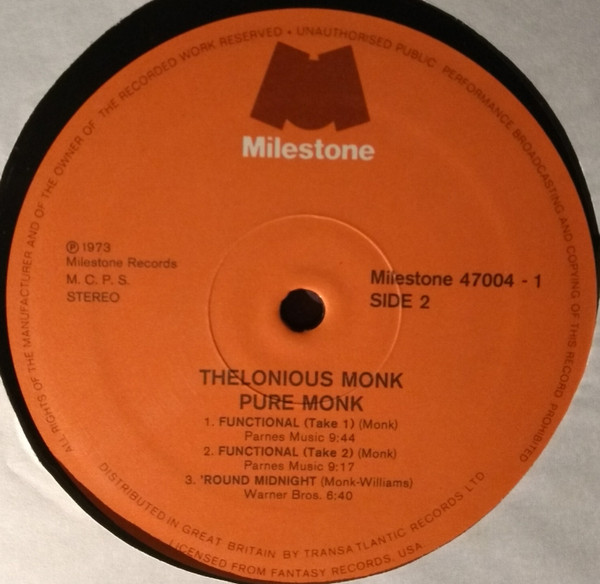 ALL RIGHTS OF THE MANUFACTURER AND OF THE OWNER OF THE RECORDED WORK RESERVED • UNAUTHORISED PUBLIC PERFORMANCE BROADCASTING AND COPYING OF THIS RECORD PROHIBITED
Milestone
℗ 1973
Milestone Records
M. C. P. S.
STEREO
Milestone 47004 - 1
SIDE 2
THELONIOUS MONK
PURE MONK
1. FUNCTIONAL (Take 1) (Monk)
Parnes Music 9:44
2. FUNCTIONAL (Take 2) (Monk)
Parnes Music 9:17
3. 'ROUND MIDNIGHT (Monk-Williams)
Warner Bros. 6:40
DISTRIBUTED IN GREAT BRITAIN BY TRANSATLANTIC RECORDS LTD
LICENSED FROM FANTASY RECORDS, USA